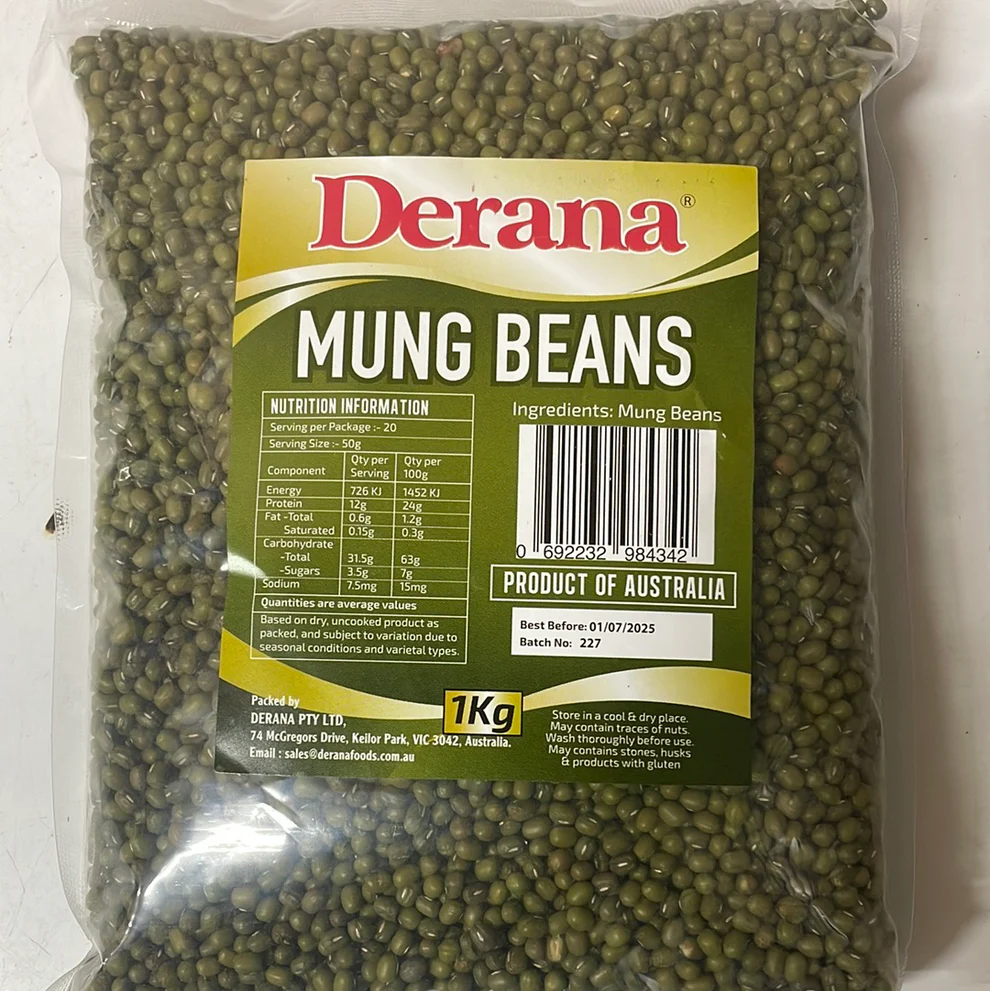 Derana®
MUNG BEANS
NUTRITION INFORMATION
Serving per Package :- 20
Serving Size :- 50g
Component Qty per Serving Qty per 100g
Energy 726 KJ 1452 KJ
Protein 12g 24g
Fat -Total 0.6g 1.2g
Saturated 0.15g 0.3g
Carbohydrate
-Total 31.5g 63g
-Sugars 3.5g 7g
Sodium 7.5mg 15mg
Quantities are average values
Based on dry, uncooked product as
packed, and subject to variation due to
seasonal conditions and varietal types.
Ingredients: Mung Beans
0 692232 984342
PRODUCT OF AUSTRALIA
Best Before: 01/07/2025
Batch No: 227
Packed by
DERANA PTY LTD,
74 McGregors Drive, Keilor Park, VIC 3042, Australia.
Email : sales@deranafoods.com.au
1Kg
Store in a cool & dry place.
May contain traces of nuts.
Wash thoroughly before use.
May contains stones, husks
& products with gluten